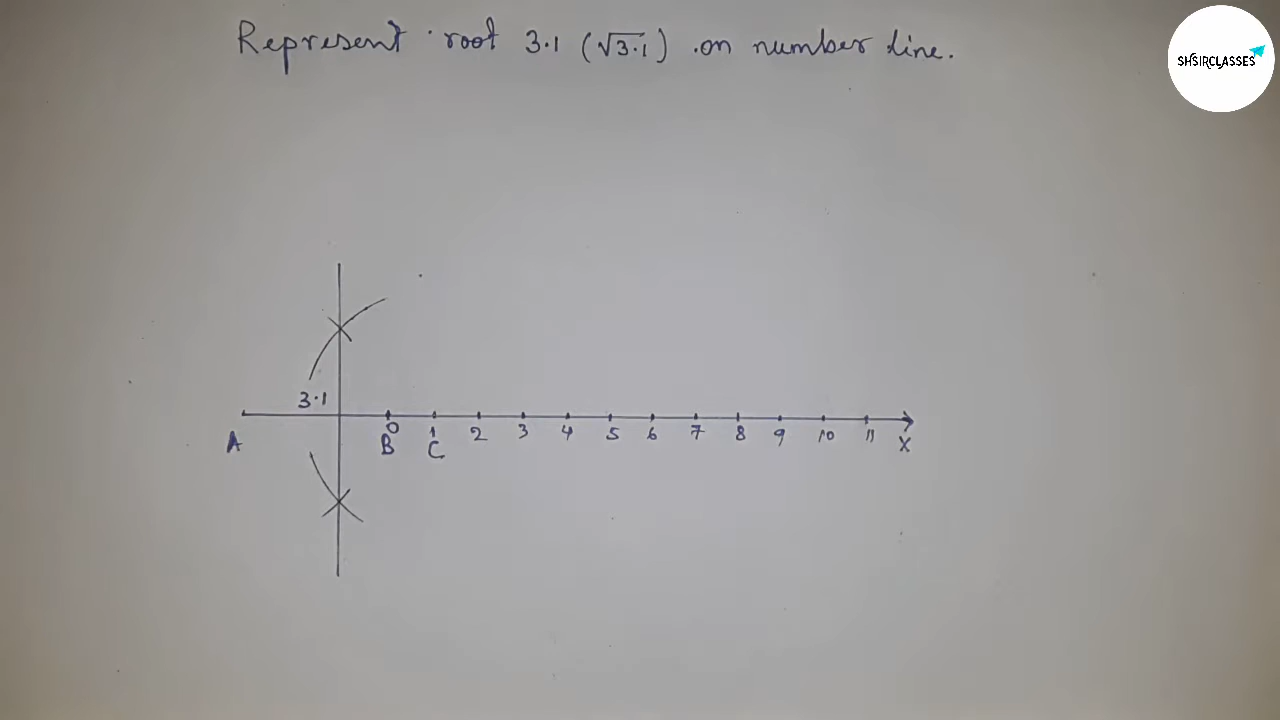 Represent root 3.1 (√3.1) on number line.
SHSIRCLASSES
3.1
0 1 2 3 4 5 6 7 8 9 10 11
A B C X